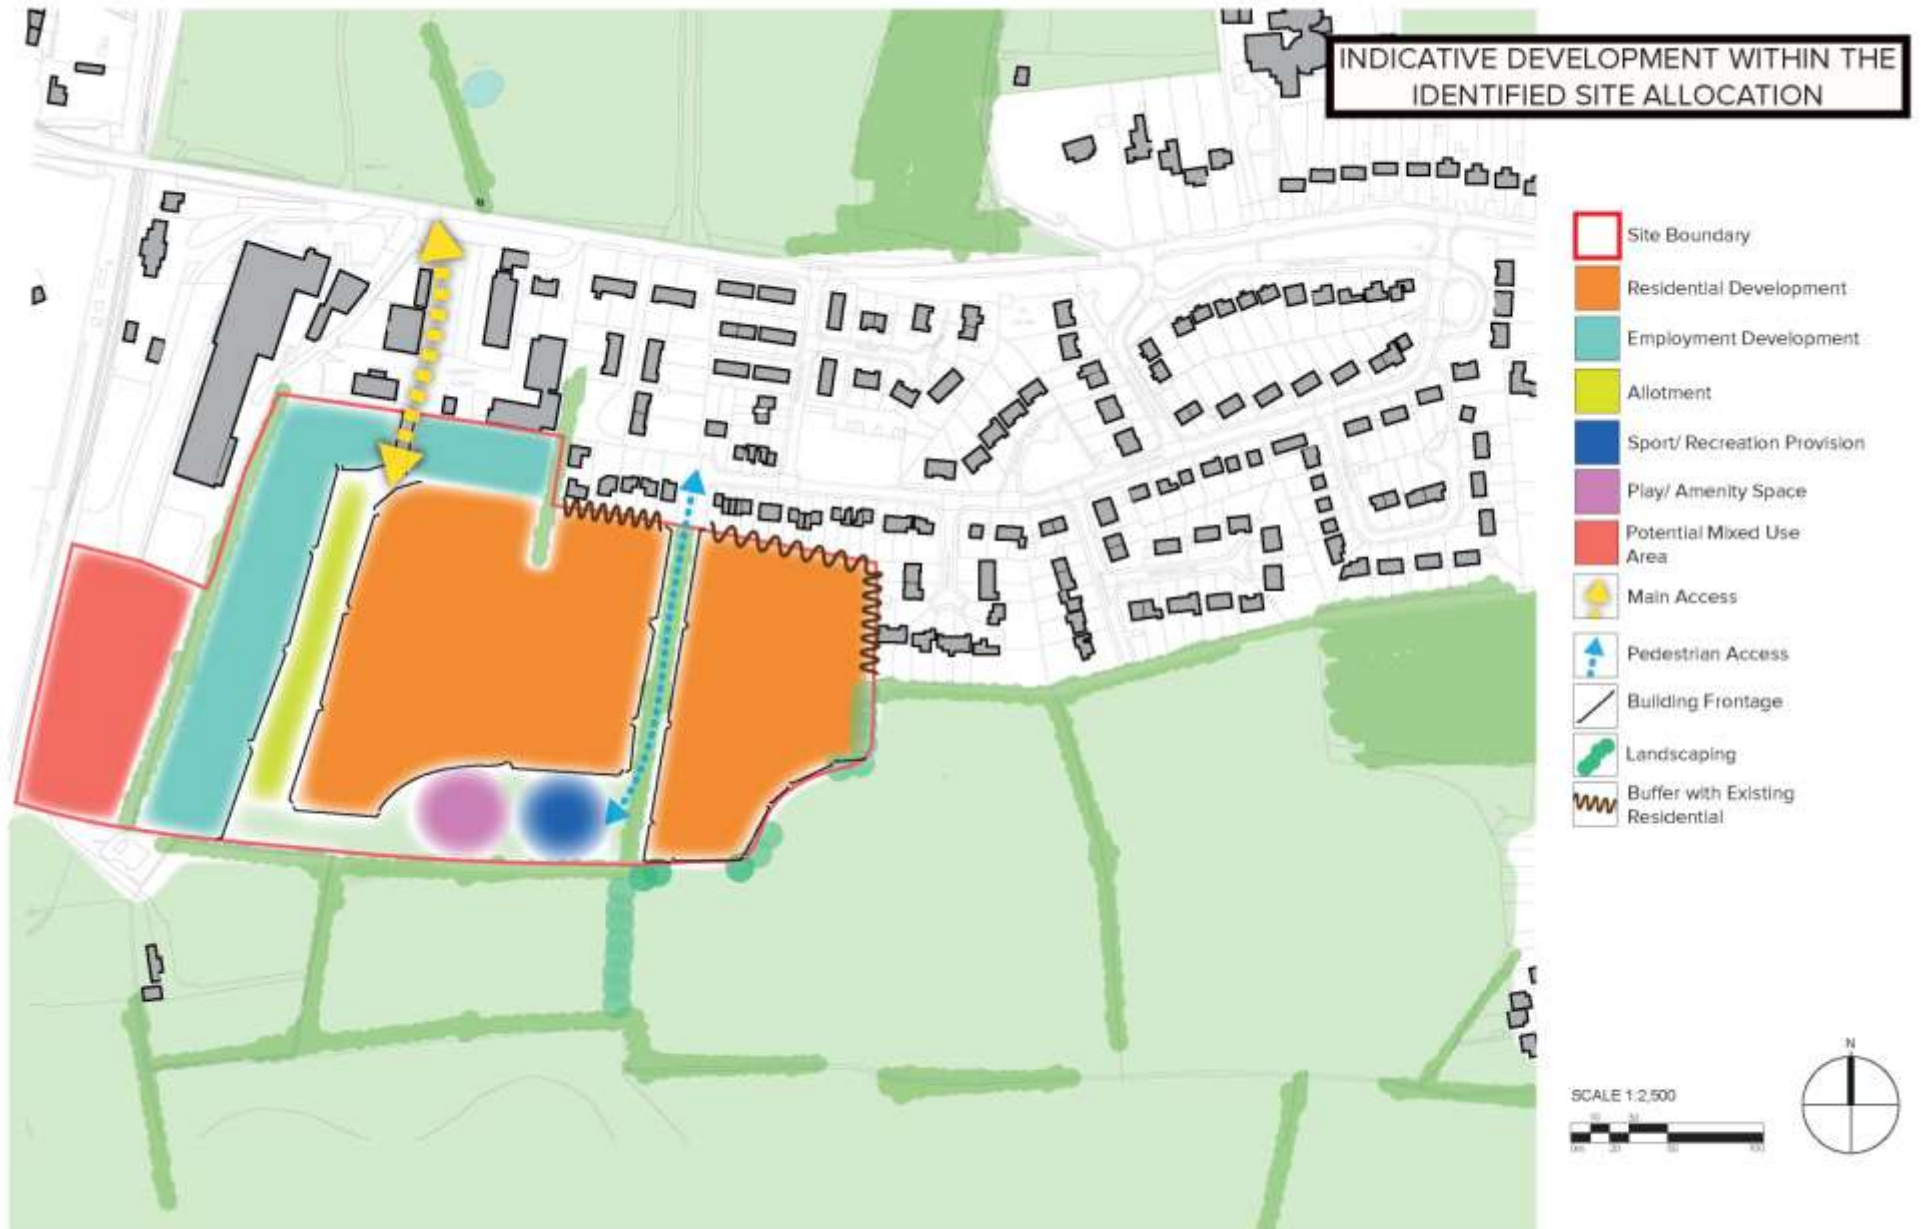 INDICATIVE DEVELOPMENT WITHIN THE
IDENTIFIED SITE ALLOCATION
Site Boundary
Residential Development
Employment Development
Allotment
Sport/ Recreation Provision
Play/ Amenity Space
Potential Mixed Use
Area
Main Access
Pedestrian Access
Building Frontage
Landscaping
Buffer with Existing
Residential
N
SCALE 1:2,500